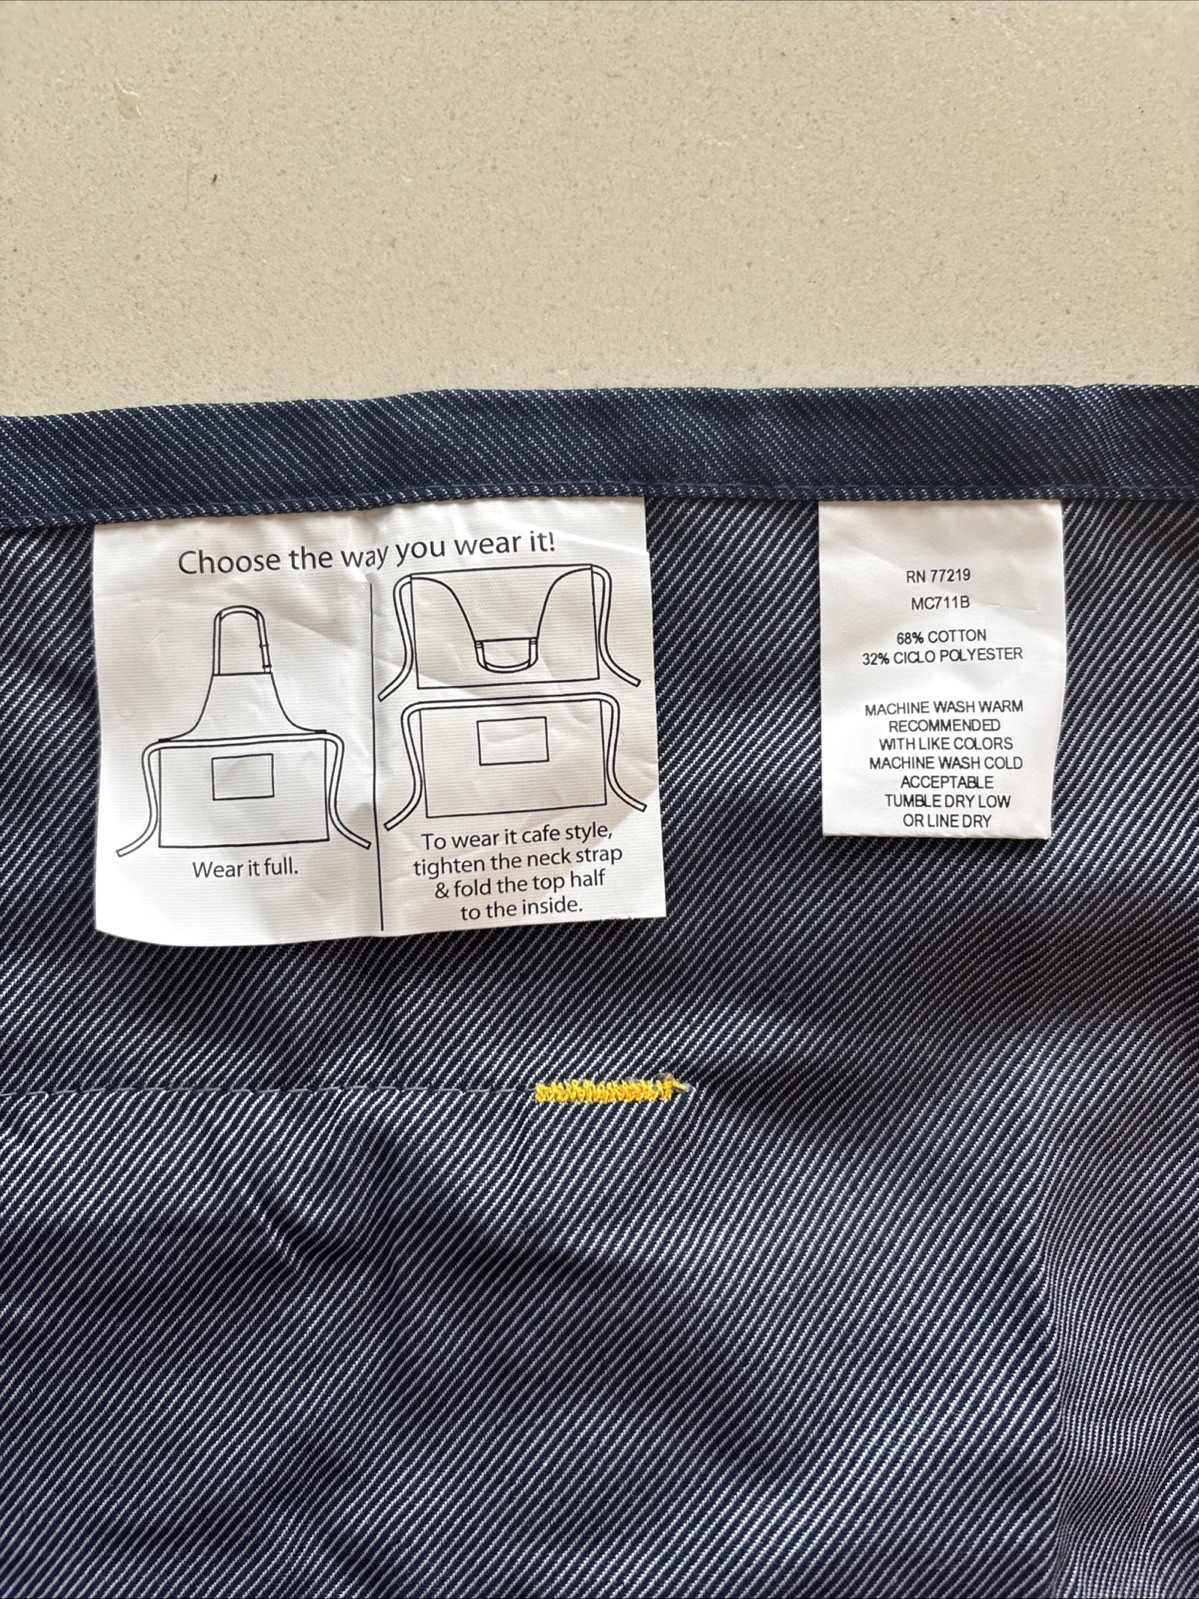 Choose the way you wear it!
Wear it full.
To wear it cafe style,
tighten the neck strap
& fold the top half
to the inside.
RN 77219
MC711B
68% COTTON
32% CICLO POLYESTER
MACHINE WASH WARM
RECOMMENDED
WITH LIKE COLORS
MACHINE WASH COLD
ACCEPTABLE
TUMBLE DRY LOW
OR LINE DRY